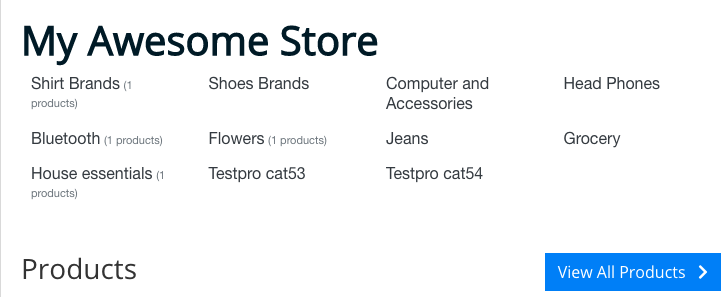 My Awesome Store
Shirt Brands (1
products)
Shoes Brands
Computer and
Accessories
Head Phones
Bluetooth (1 products)
Flowers (1 products)
Jeans
Grocery
House essentials (1
products)
Testpro cat53
Testpro cat54
Products
View All Products